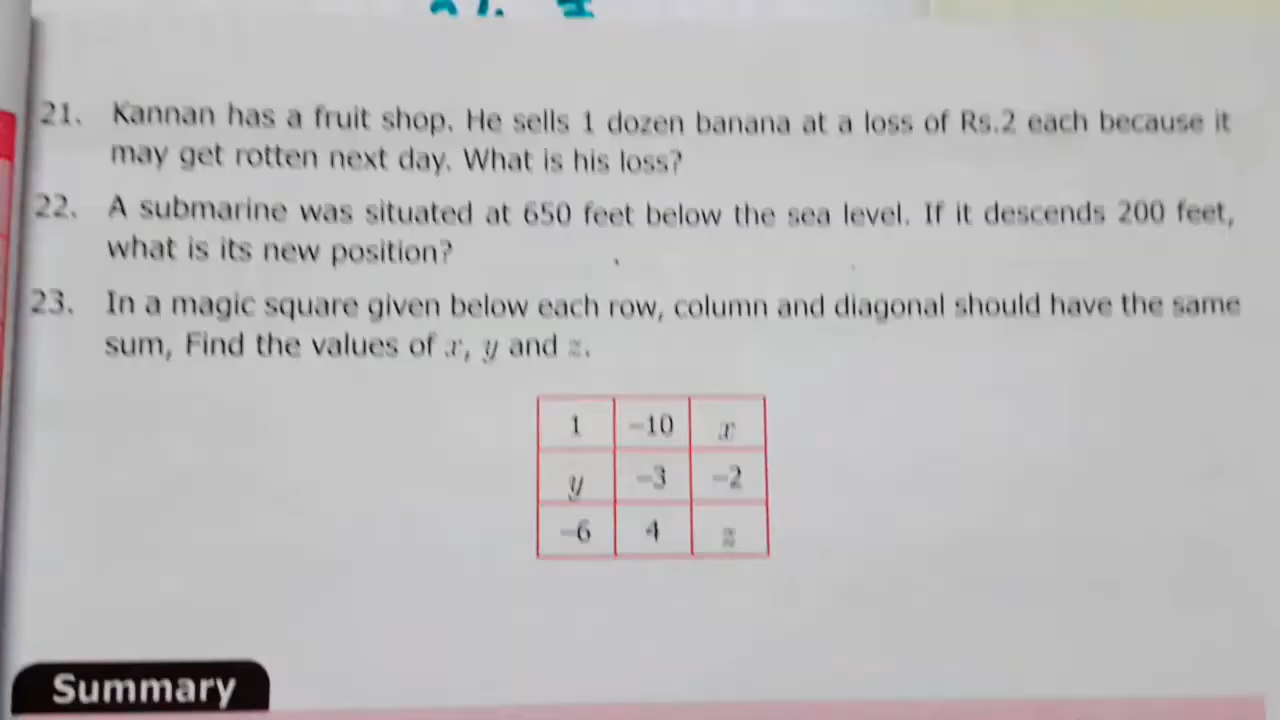 21. Kannan has a fruit shop. He sells 1 dozen banana at a loss of Rs.2 each because it
may get rotten next day. What is his loss?
22. A submarine was situated at 650 feet below the sea level. If it descends 200 feet,
what is its new position?
23. In a magic square given below each row, column and diagonal should have the same
sum, Find the values of x, y and z.
1 −10 x
y −3 −2
−6 4 z
Summary